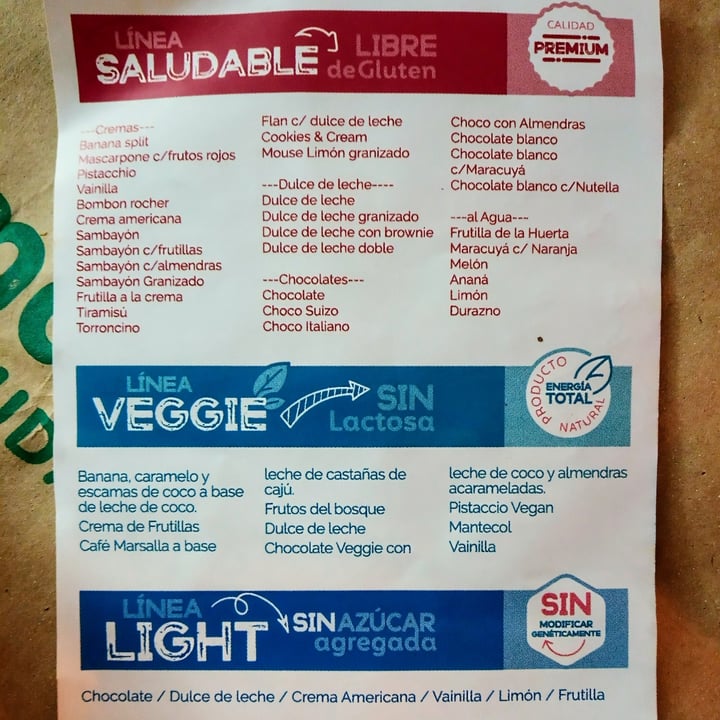 LÍNEA
SALUDABLE
LIBRE
de Gluten
CALIDAD
PREMIUM
---Cremas---
Banana split
Mascarpone c/frutos rojos
Pistacchio
Vainilla
Bombon rocher
Crema americana
Sambayón
Sambayón c/frutillas
Sambayón c/almendras
Sambayón Granizado
Frutilla a la crema
Tiramisú
Torroncino
Flan c/ dulce de leche
Cookies & Cream
Mouse Limón granizado
---Dulce de leche----
Dulce de leche
Dulce de leche granizado
Dulce de leche con brownie
Dulce de leche doble
---Chocolates---
Chocolate
Choco Suizo
Choco Italiano
Choco con Almendras
Chocolate blanco
Chocolate blanco
c/Maracuyá
Chocolate blanco c/Nutella
---al Agua---
Frutilla de la Huerta
Maracuyá c/ Naranja
Melón
Ananá
Limón
Durazno
LÍNEA
VEGGIE
SIN
Lactosa
PRODUCTO
ENERGÍA
TOTAL
NATURAL
Banana, caramelo y
escamas de coco a base
de leche de coco.
Crema de Frutillas
Café Marsalla a base
leche de castañas de
cajú.
Frutos del bosque
Dulce de leche
Chocolate Veggie con
leche de coco y almendras
acarameladas.
Pistaccio Vegan
Mantecol
Vainilla
LÍNEA
LIGHT
SIN AZÚCAR
agregada
SIN
MODIFICAR
GENÉTICAMENTE
Chocolate / Dulce de leche / Crema Americana / Vainilla / Limón / Frutilla